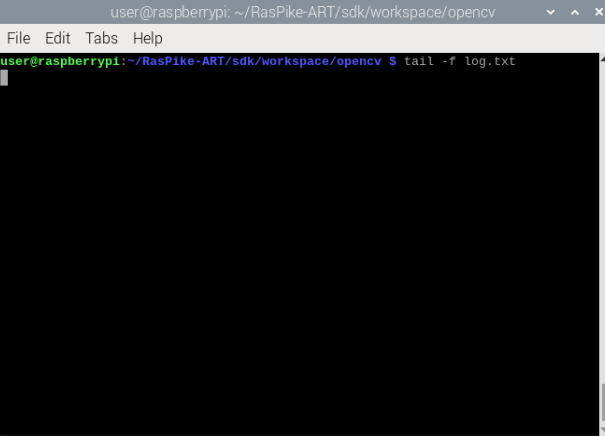 user@raspberrypi: ~/RasPike-ART/sdk/workspace/opencv
File Edit Tabs Help
user@raspberrypi:~/RasPike-ART/sdk/workspace/opencv $ tail -f log.txt